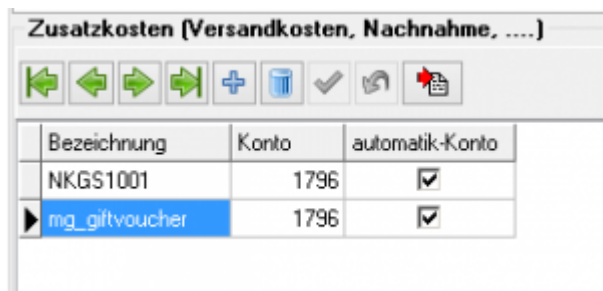 Zusatzkosten (Versandkosten, Nachnahme, ....)
Bezeichnung Konto automatik-Konto
NKGS1001 1796
mg_giftvoucher 1796